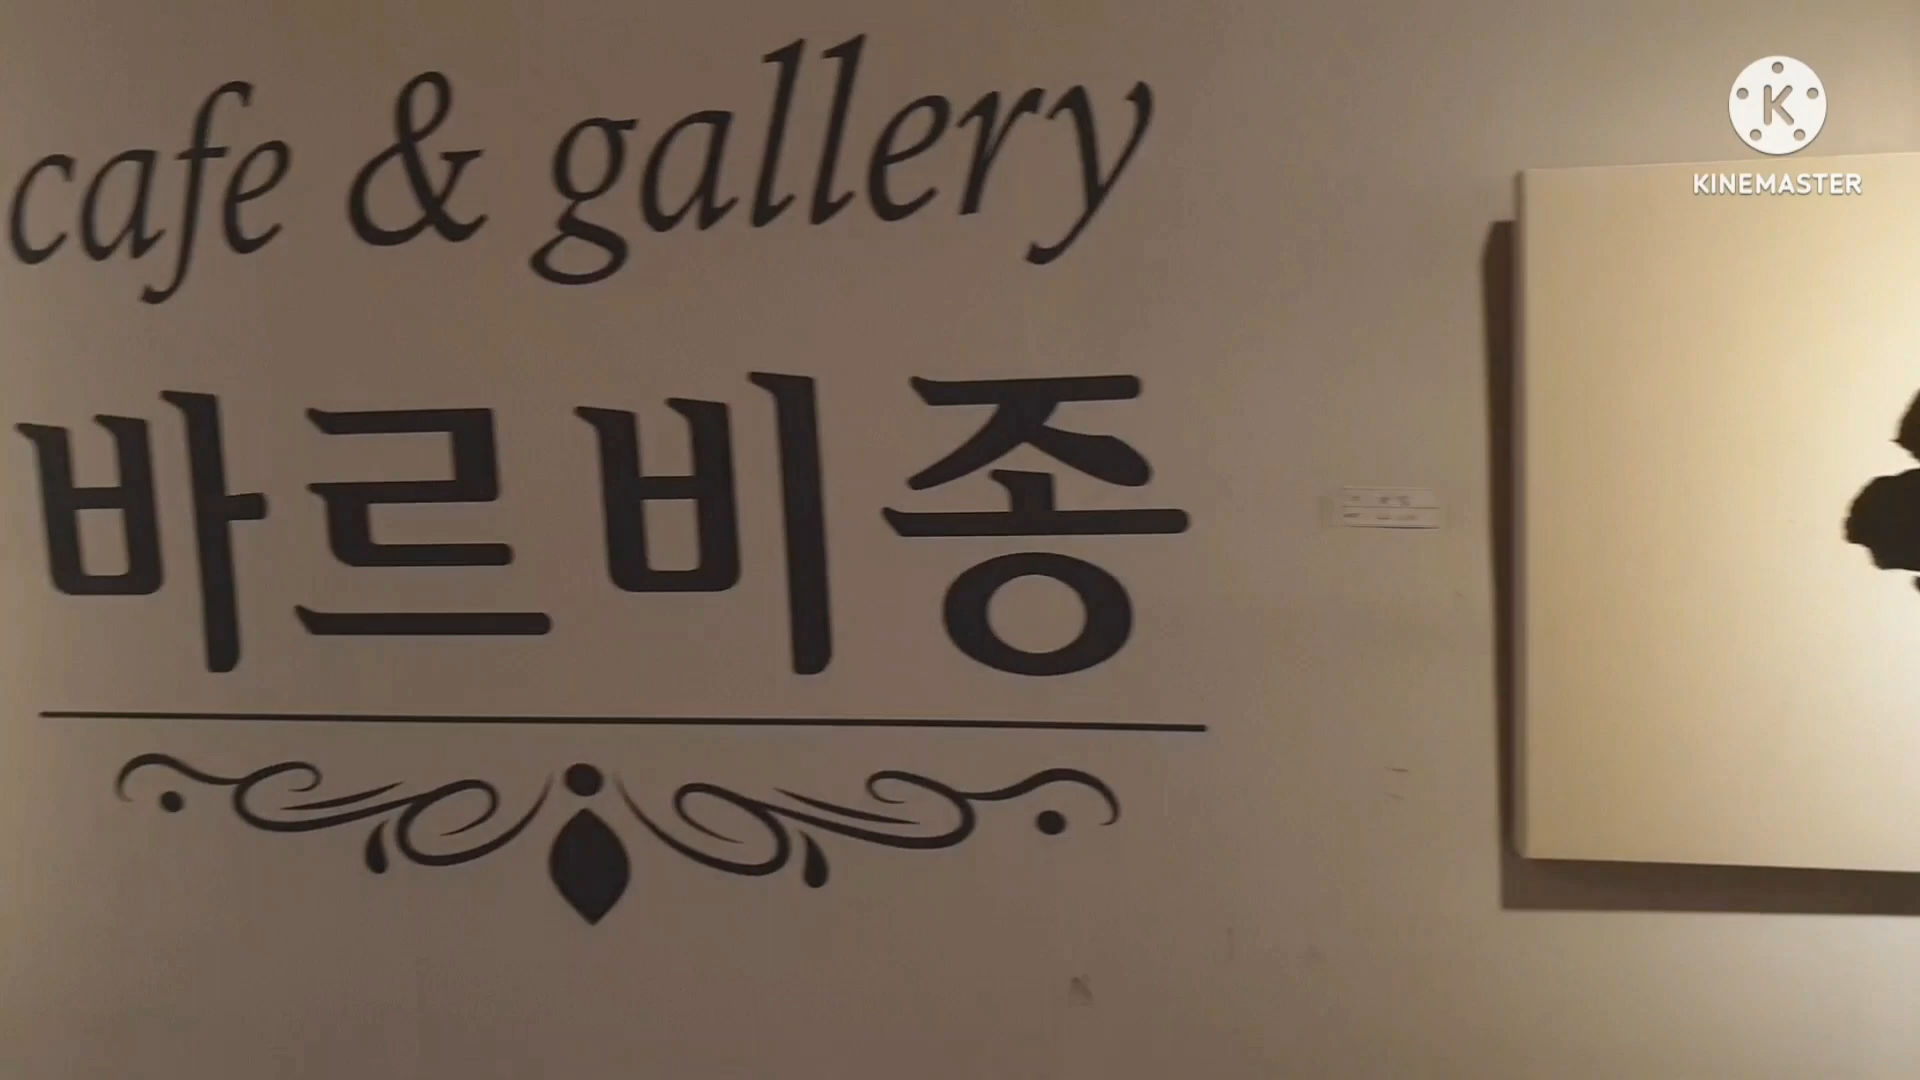 cafe & gallery
바르비종
K
KINEMASTER